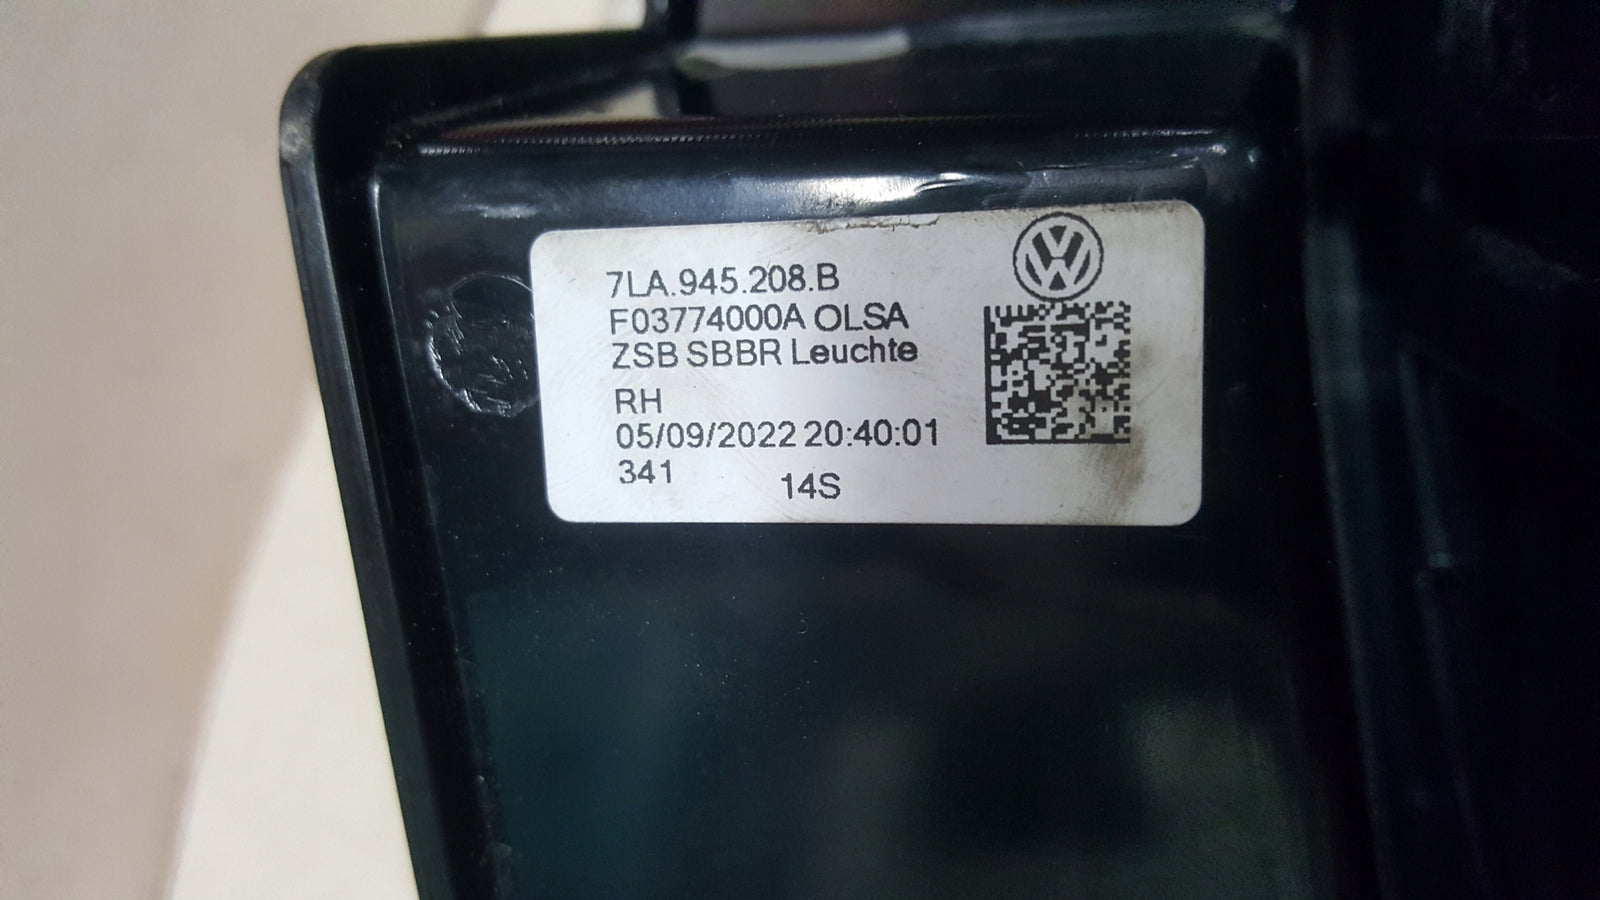 7LA.945.208.B
F03774000A OLSA
ZSB SBBR Leuchte
RH
05/09/2022 20:40:01
341 14S